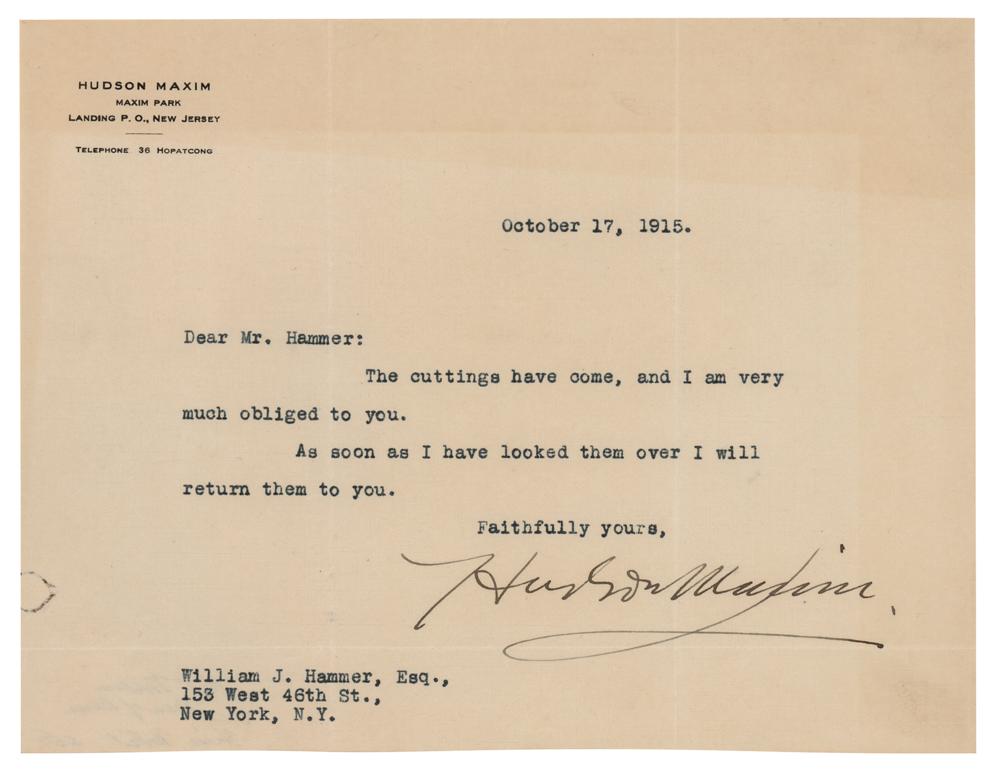 HUDSON MAXIM
MAXIM PARK
LANDING P. O., NEW JERSEY
TELEPHONE 36 HOPATCONG
October 17, 1915.
Dear Mr. Hammer:
The cuttings have come, and I am very
much obliged to you.
As soon as I have looked them over I will
return them to you.
Faithfully yours,
Hudson Maxim.
William J. Hammer, Esq.,
153 West 46th St.,
New York, N.Y.